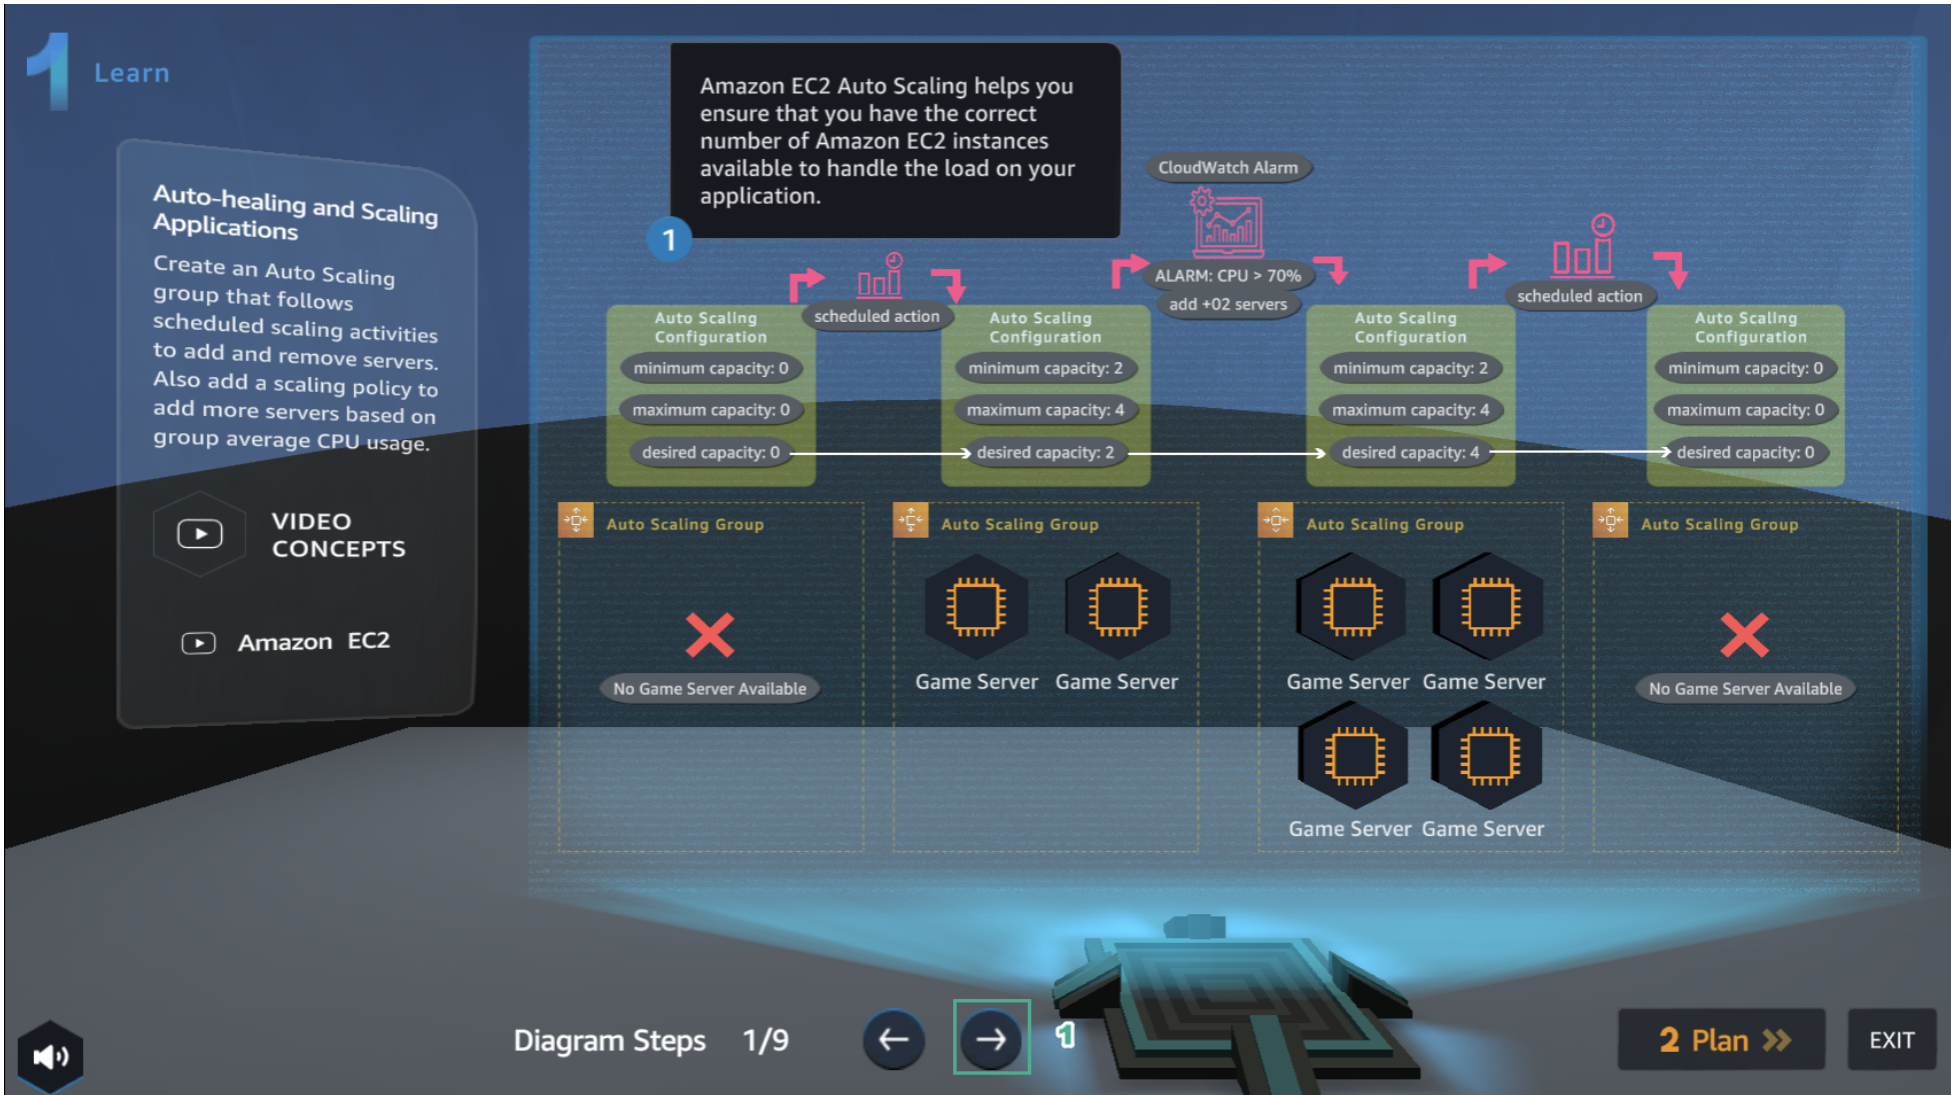 1 Learn
Auto-healing and Scaling
Applications
Create an Auto Scaling
group that follows
scheduled scaling activities
to add and remove servers.
Also add a scaling policy to
add more servers based on
group average CPU usage.
VIDEO
CONCEPTS
Amazon EC2
Amazon EC2 Auto Scaling helps you
ensure that you have the correct
number of Amazon EC2 instances
available to handle the load on your
application.
1
scheduled action
CloudWatch Alarm
ALARM: CPU > 70%
add +02 servers
scheduled action
Auto Scaling
Configuration
minimum capacity: 0
maximum capacity: 0
desired capacity: 0
Auto Scaling
Configuration
minimum capacity: 2
maximum capacity: 4
desired capacity: 2
Auto Scaling
Configuration
minimum capacity: 2
maximum capacity: 4
desired capacity: 4
Auto Scaling
Configuration
minimum capacity: 0
maximum capacity: 0
desired capacity: 0
Auto Scaling Group
No Game Server Available
Auto Scaling Group
Game Server Game Server
Auto Scaling Group
Game Server Game Server
Game Server Game Server
Auto Scaling Group
No Game Server Available
Diagram Steps 1/9
1
2 Plan
EXIT